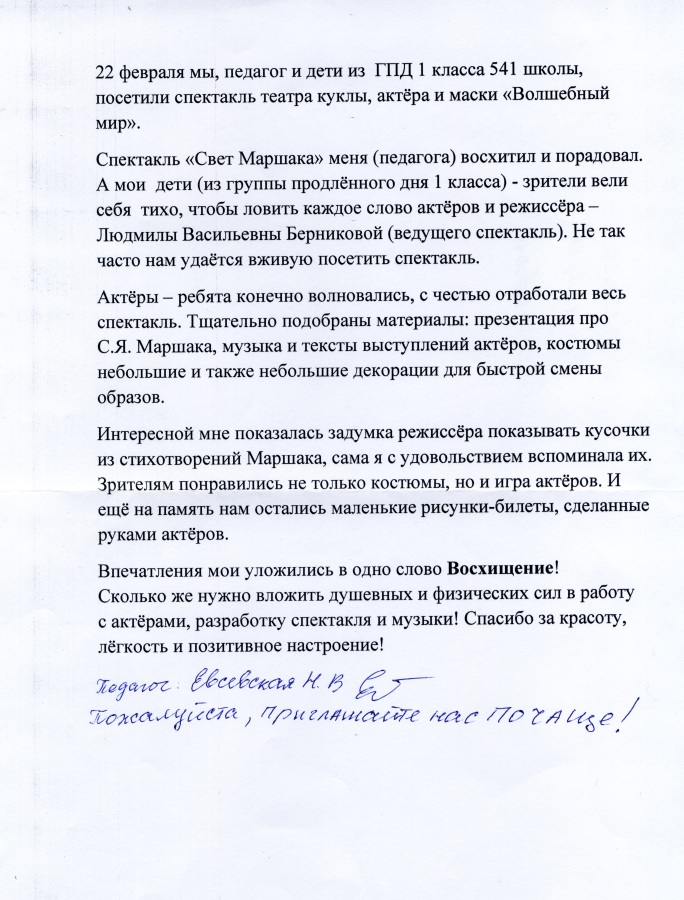 22 февраля мы, педагог и дети из ГПД 1 класса 541 школы,
посетили спектакль театра куклы, актёра и маски «Волшебный
мир».
Спектакль «Свет Маршака» меня (педагога) восхитил и порадовал.
А мои дети (из группы продлённого дня 1 класса) - зрители вели
себя тихо, чтобы ловить каждое слово актёров и режиссёра –
Людмилы Васильевны Берниковой (ведущего спектакль). Не так
часто нам удаётся вживую посетить спектакль.
Актёры – ребята конечно волновались, с честью отработали весь
спектакль. Тщательно подобраны материалы: презентация про
С.Я. Маршака, музыка и тексты выступлений актёров, костюмы
небольшие и также небольшие декорации для быстрой смены
образов.
Интересной мне показалась задумка режиссёра показывать кусочки
из стихотворений Маршака, сама я с удовольствием вспоминала их.
Зрителям понравились не только костюмы, но и игра актёров. И
ещё на память нам остались маленькие рисунки-билеты, сделанные
руками актёров.
Впечатления мои уложились в одно слово Восхищение!
Сколько же нужно вложить душевных и физических сил в работу
с актёрами, разработку спектакля и музыки! Спасибо за красоту,
лёгкость и позитивное настроение!
Педагог: Евсевская Н.В
Пожалуйста, приглашайте нас ПОЧАЩЕ!